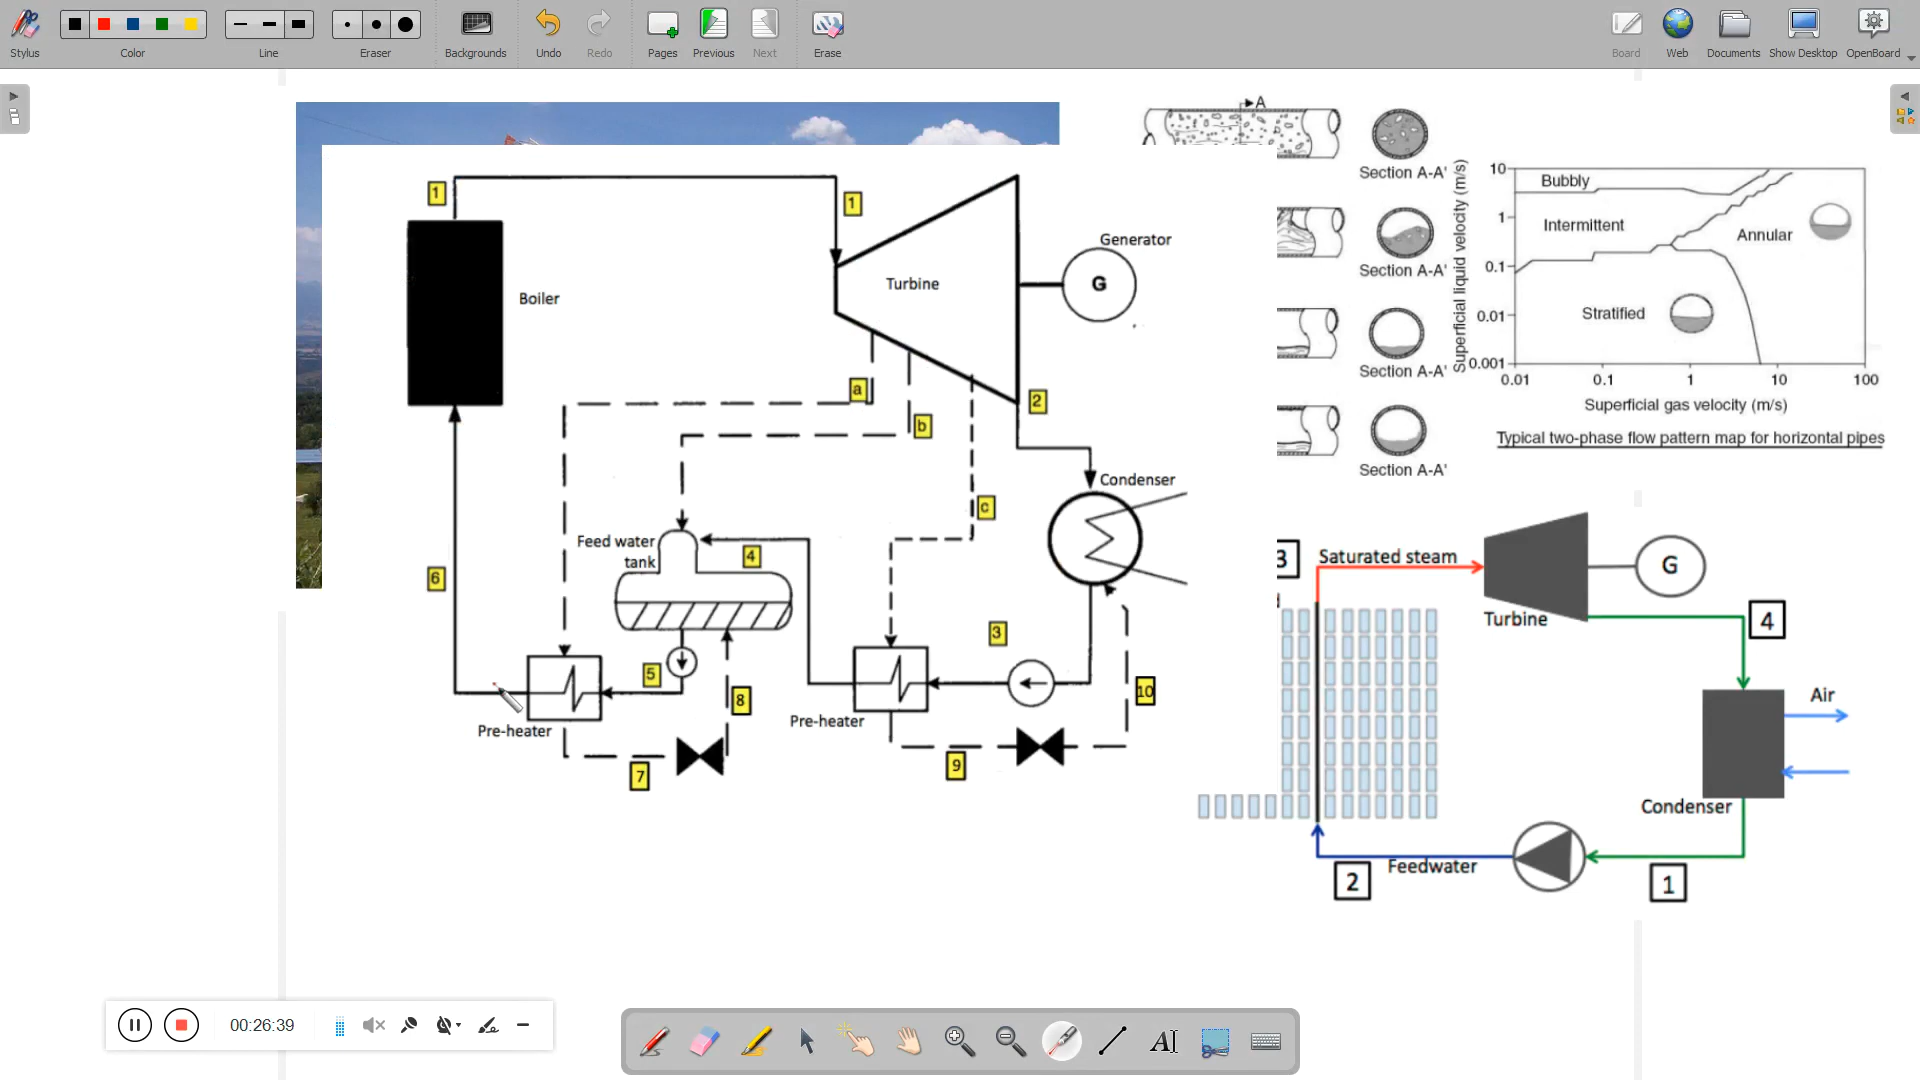 Stylus
Color
Line
Eraser
Backgrounds
Undo
Redo
Pages
Previous
Next
Erase
Board
Web
Documents
Show Desktop
OpenBoard
1
Boiler
1
Turbine
Generator
G
a
b
c
2
Condenser
Feed water
tank
4
6
3
5
8
10
Pre-heater
Pre-heater
7
9
A
Section A-A'
Section A-A'
Section A-A'
Section A-A'
Superficial liquid velocity (m/s)
10
1
0.1
0.01
0.001
Bubbly
Intermittent
Annular
Stratified
0.01
0.1
1
10
100
Superficial gas velocity (m/s)
Typical two-phase flow pattern map for horizontal pipes
3
Saturated steam
G
Turbine
4
Air
Condenser
2
Feedwater
1
00:26:39
AI